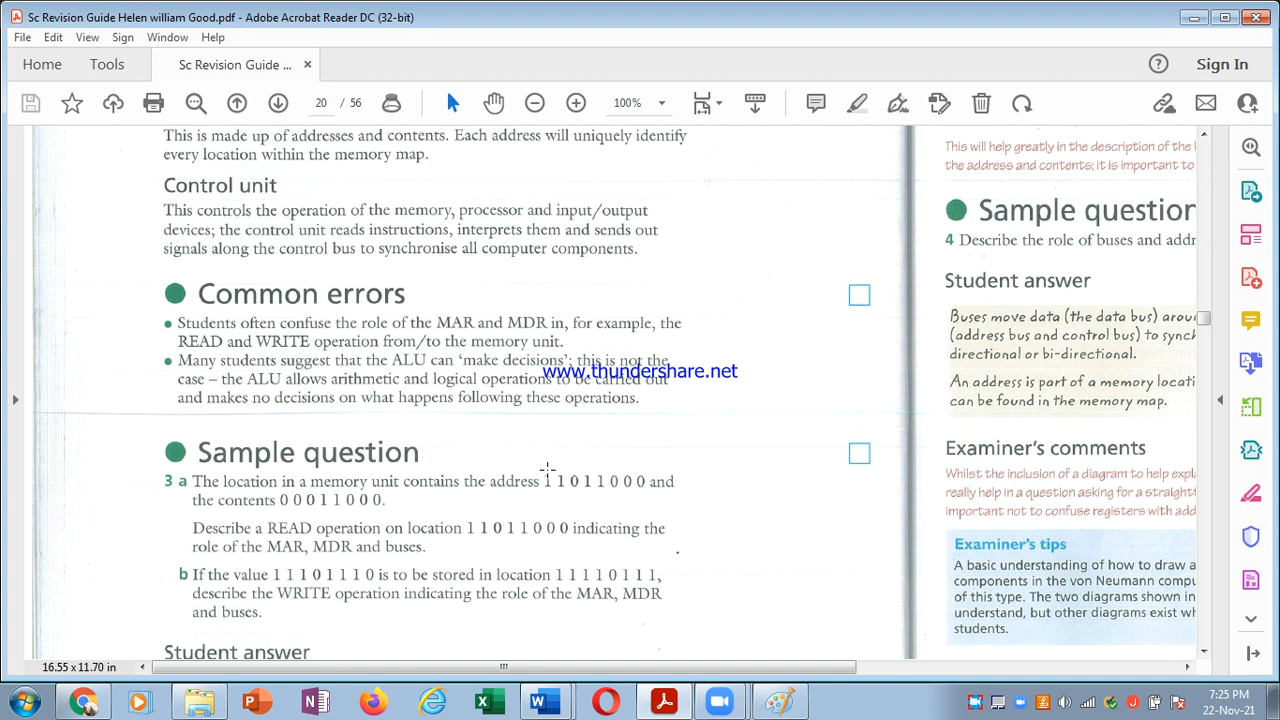 Sc Revision Guide Helen william Good.pdf - Adobe Acrobat Reader DC (32-bit)
File Edit View Sign Window Help
Home Tools Sc Revision Guide ... × Sign In
20 / 56 100%
This is made up of addresses and contents. Each address will uniquely identify
every location within the memory map.
Control unit
This controls the operation of the memory, processor and input/output
devices; the control unit reads instructions, interprets them and sends out
signals along the control bus to synchronise all computer components.
Common errors
• Students often confuse the role of the MAR and MDR in, for example, the
READ and WRITE operation from/to the memory unit.
• Many students suggest that the ALU can 'make decisions'; this is not the
case – the ALU allows arithmetic and logical operations to be carried out
and makes no decisions on what happens following these operations.
www.thundershare.net
Sample question
3 a The location in a memory unit contains the address 1 1 0 1 1 0 0 0 and
the contents 0 0 0 1 1 0 0 0.
Describe a READ operation on location 1 1 0 1 1 0 0 0 indicating the
role of the MAR, MDR and buses.
b If the value 1 1 1 0 1 1 1 0 is to be stored in location 1 1 1 1 0 1 1 1,
describe the WRITE operation indicating the role of the MAR, MDR
and buses.
Student answer
This will help greatly in the description of the
the address and contents; it is important to
Sample question
4 Describe the role of buses and
Student answer
Buses move data (the data bus)
(address bus and control bus) to
directional or bi-directional.
An address is part of a memory
can be found in the memory map.
Examiner's comments
Whilst the inclusion of a diagram to help
really help in a question asking for a
important not to confuse registers with
Examiner's tips
A basic understanding of how to draw a
components in the von Neumann
of this type. The two diagrams shown in
understand, but other diagrams exist
students.
16.55 x 11.70 in
7:25 PM
22-Nov-21